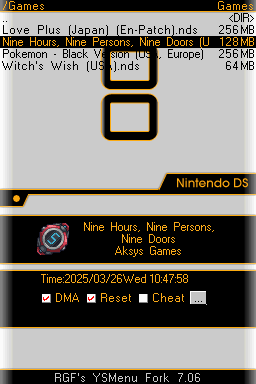 /Games Games
.. <DIR>
Love Plus (Japan) (En-Patch).nds 256MB
Nine Hours, Nine Persons, Nine Doors (U 128MB
Pokemon - Black Version (USA, Europe) 256MB
Witch's Wish (USA).nds 64MB
Nintendo DS
Nine Hours, Nine Persons,
Nine Doors
Aksys Games
Time:2025/03/26Wed 10:47:58
DMA Reset Cheat ...
RGF's YSMenu Fork 7.06